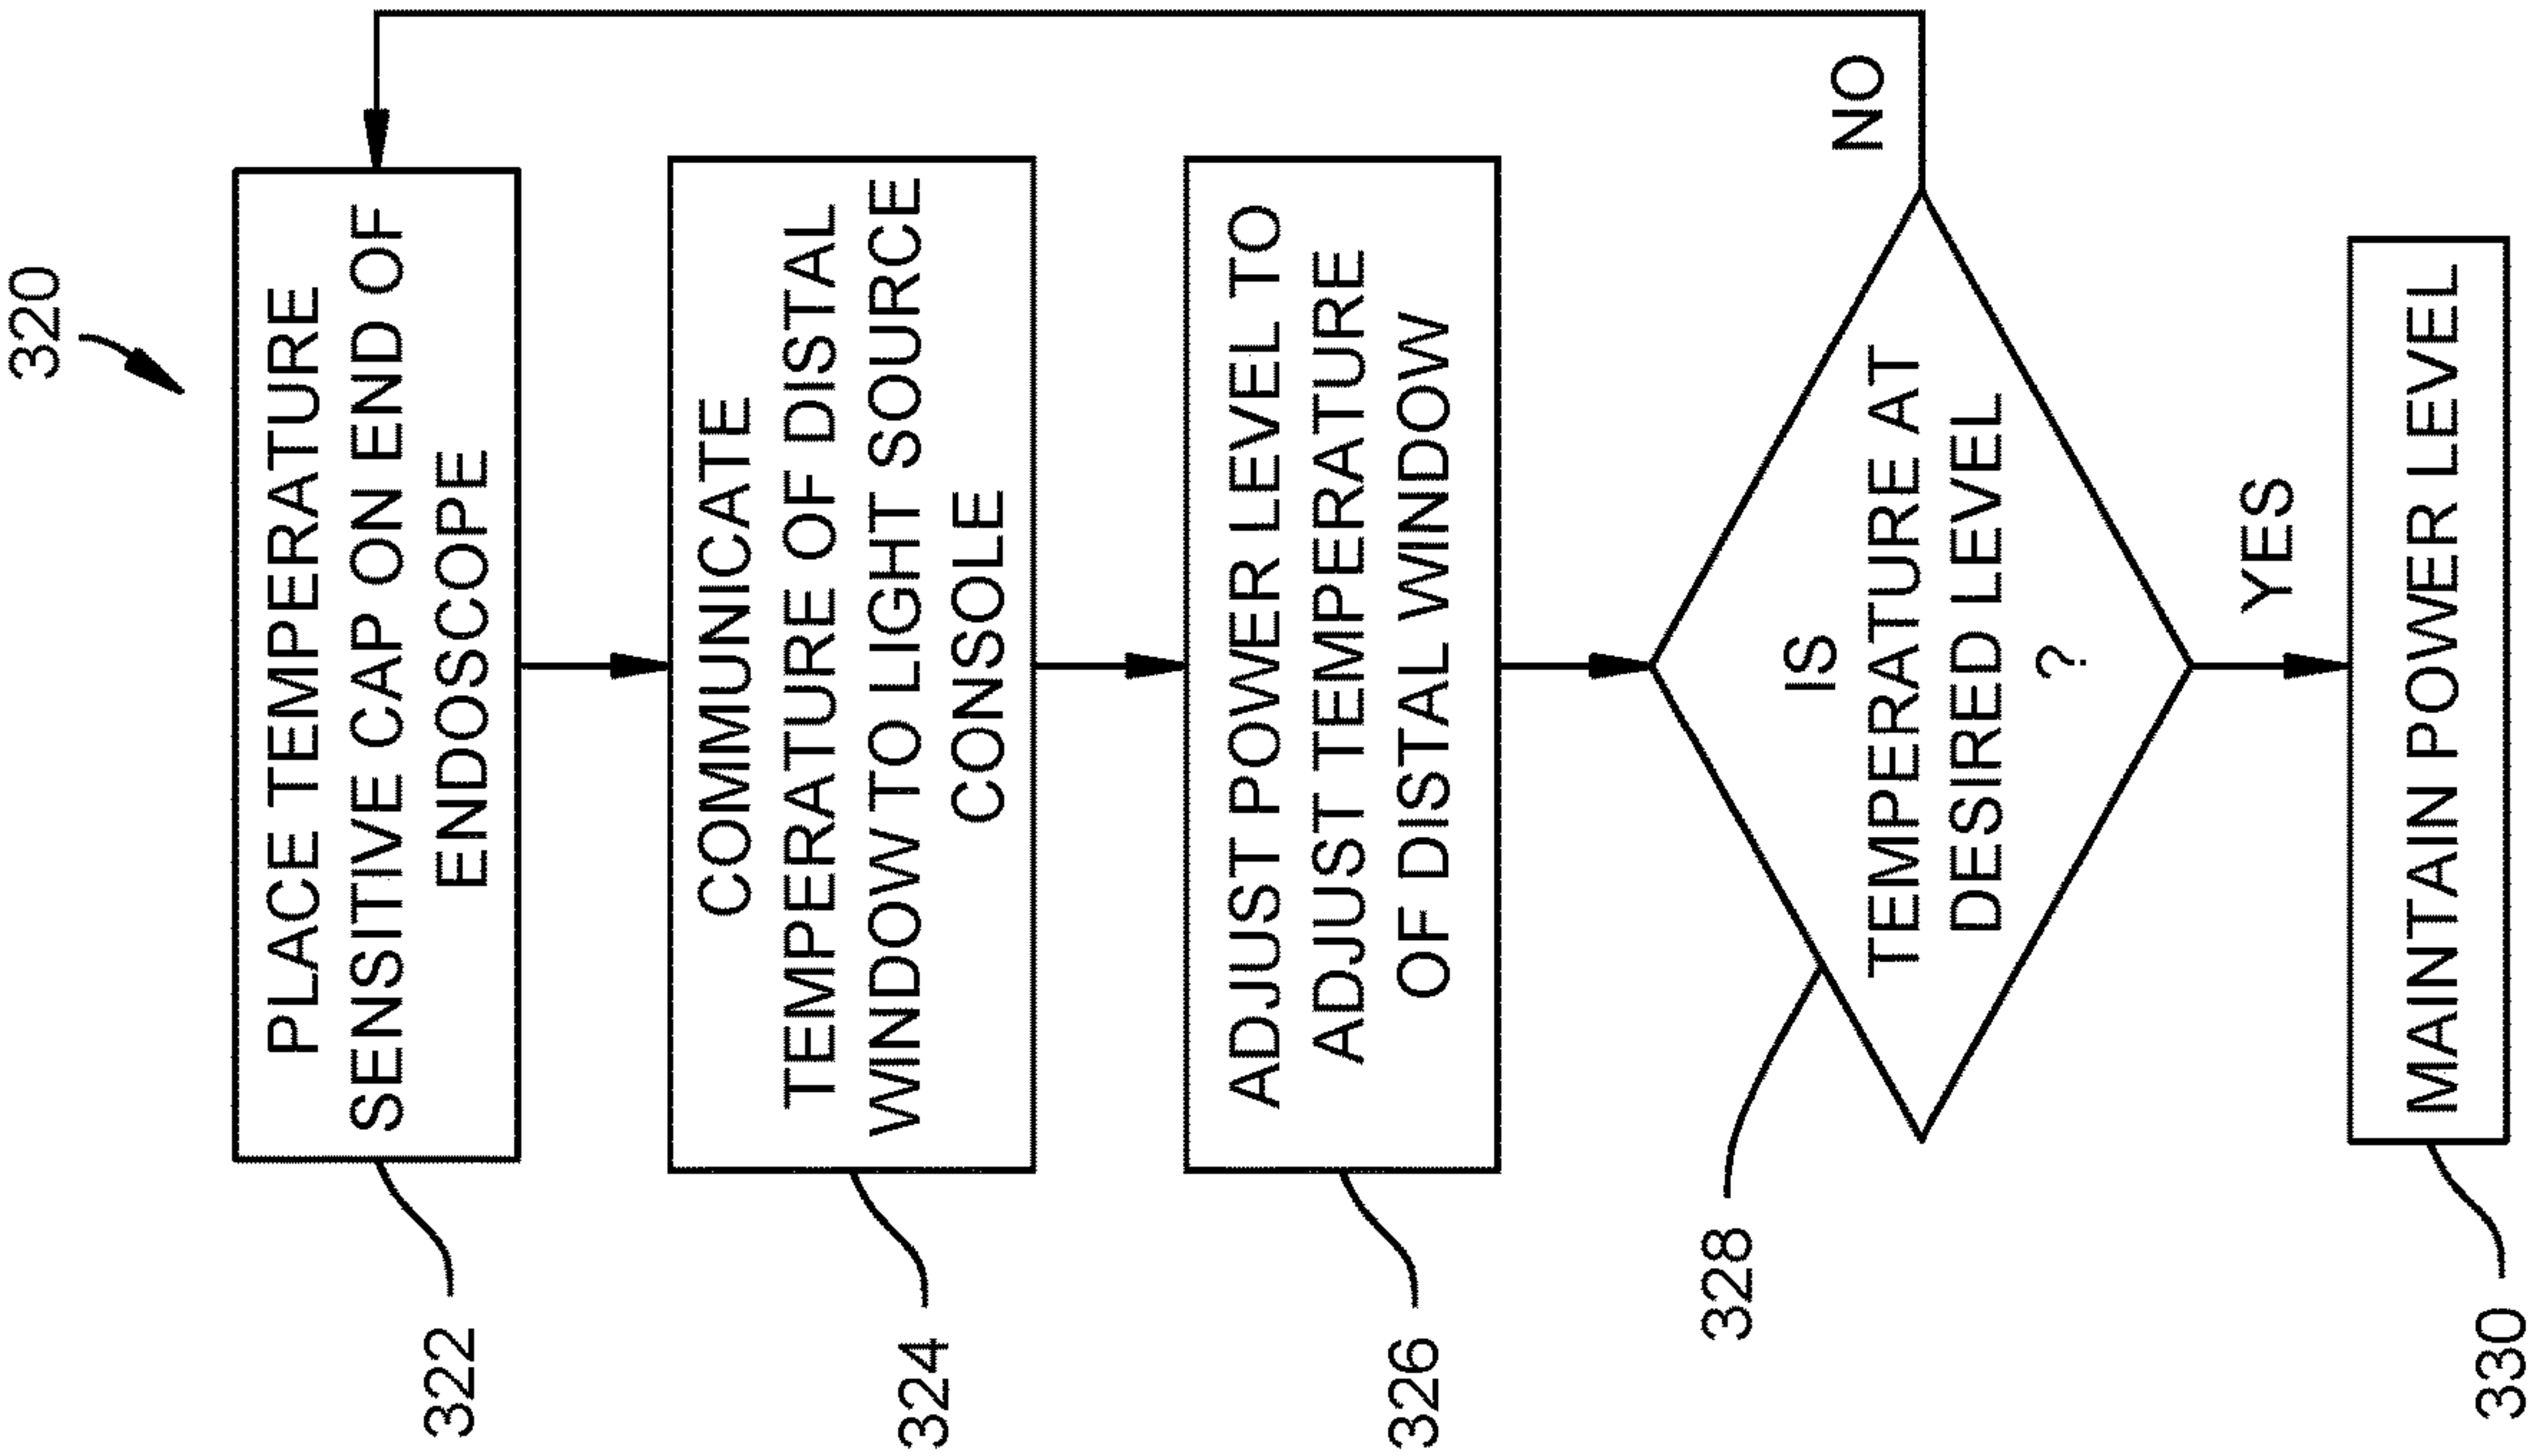 320
PLACE TEMPERATURE
SENSITIVE CAP ON END OF
ENDOSCOPE
322
COMMUNICATE
TEMPERATURE OF DISTAL
WINDOW TO LIGHT SOURCE
CONSOLE
324
ADJUST POWER LEVEL TO
ADJUST TEMPERATURE
OF DISTAL WINDOW
326
IS
TEMPERATURE AT
DESIRED LEVEL
?
328
NO
YES
MAINTAIN POWER LEVEL
330